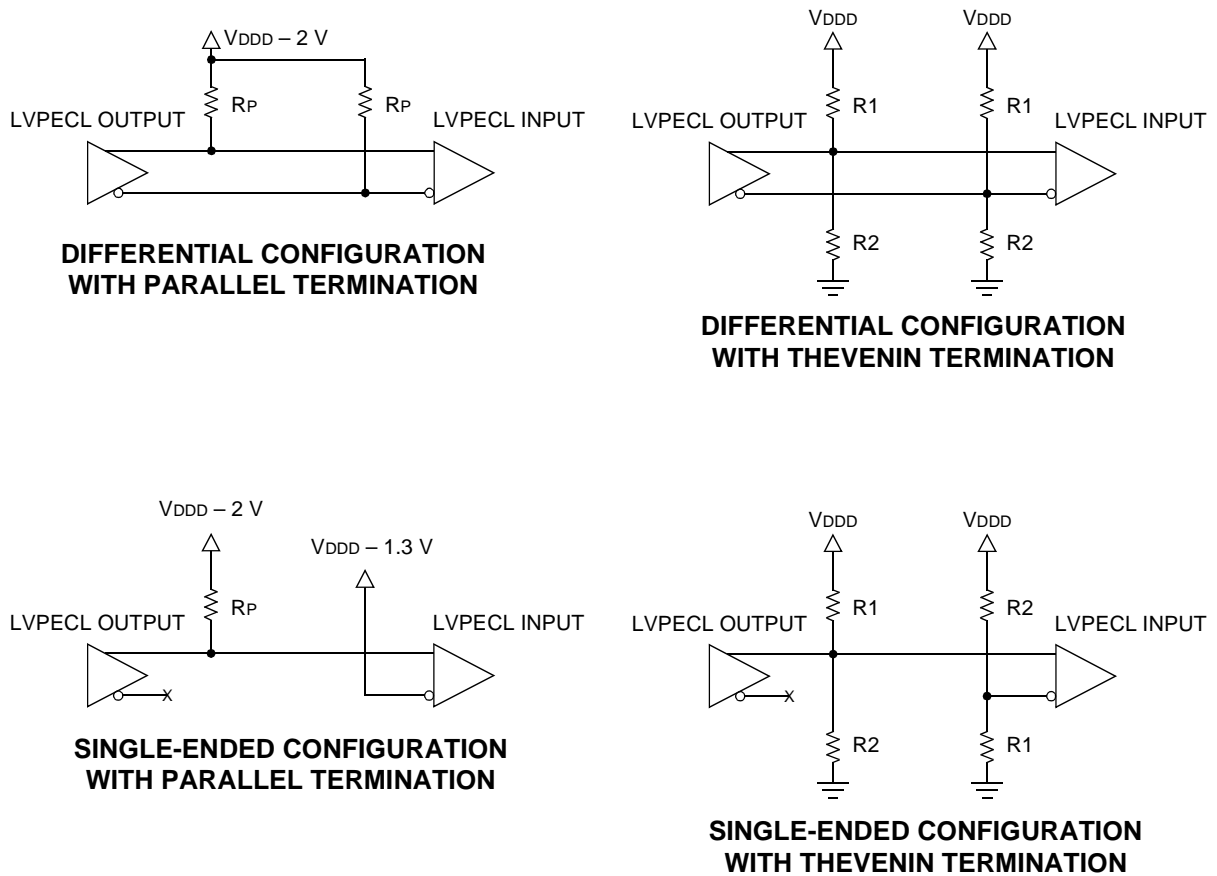 VDDD – 2 V
RP
RP
LVPECL OUTPUT
LVPECL INPUT
DIFFERENTIAL CONFIGURATION
WITH PARALLEL TERMINATION
VDDD
VDDD
R1
R1
LVPECL OUTPUT
LVPECL INPUT
R2
R2
DIFFERENTIAL CONFIGURATION
WITH THEVENIN TERMINATION
VDDD – 2 V
VDDD – 1.3 V
RP
LVPECL OUTPUT
LVPECL INPUT
X
SINGLE-ENDED CONFIGURATION
WITH PARALLEL TERMINATION
VDDD
VDDD
R1
R2
LVPECL OUTPUT
LVPECL INPUT
X
R2
R1
SINGLE-ENDED CONFIGURATION
WITH THEVENIN TERMINATION